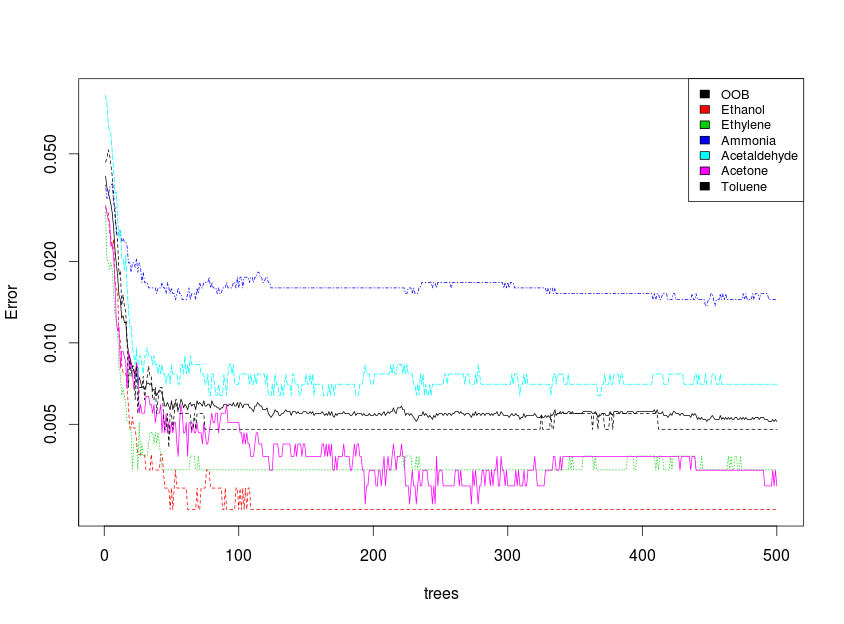 OOB
Ethanol
Ethylene
Ammonia
Acetaldehyde
Acetone
Toluene
0.050
0.020
0.010
0.005
Error
0 100 200 300 400 500
trees